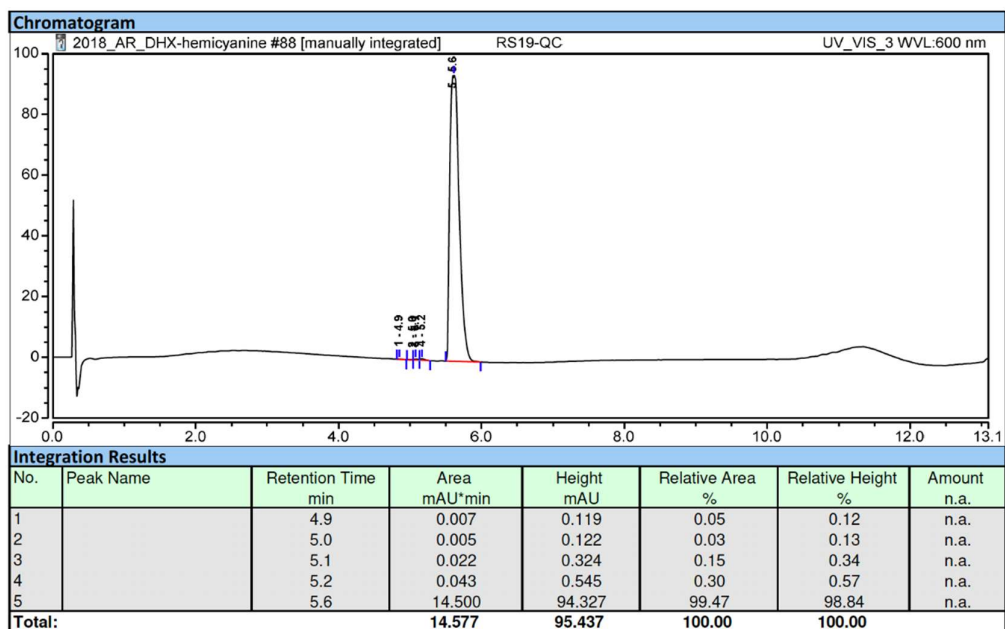 Chromatogram
2018_AR_DHX-hemicyanine #88 [manually integrated] RS19-QC UV_VIS_3 WVL:600 nm
100
80
60
40
20
0
-20
1 - 4.9
4 - 5.2
5 - 5.6
0.0 2.0 4.0 6.0 8.0 10.0 12.0 13.1
Integration Results
No. Peak Name Retention Time Area Height Relative Area Relative Height Amount
min mAU*min mAU % % n.a.
1 4.9 0.007 0.119 0.05 0.12 n.a.
2 5.0 0.005 0.122 0.03 0.13 n.a.
3 5.1 0.022 0.324 0.15 0.34 n.a.
4 5.2 0.043 0.545 0.30 0.57 n.a.
5 5.6 14.500 94.327 99.47 98.84 n.a.
Total: 14.577 95.437 100.00 100.00